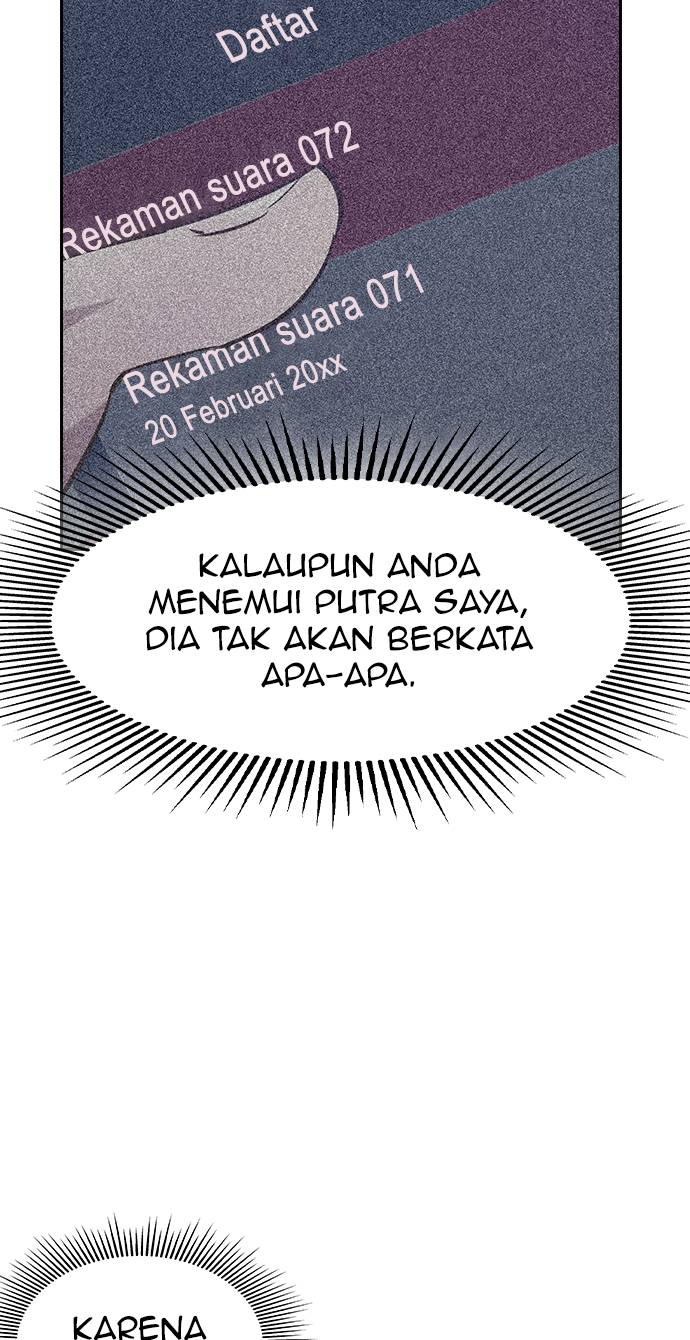 Daftar
Rekaman suara 072
Rekaman suara 071
20 Februari 20xx
KALAUPUN ANDA
MENEMUI PUTRA SAYA,
DIA TAK AKAN BERKATA
APA-APA.
KARENA